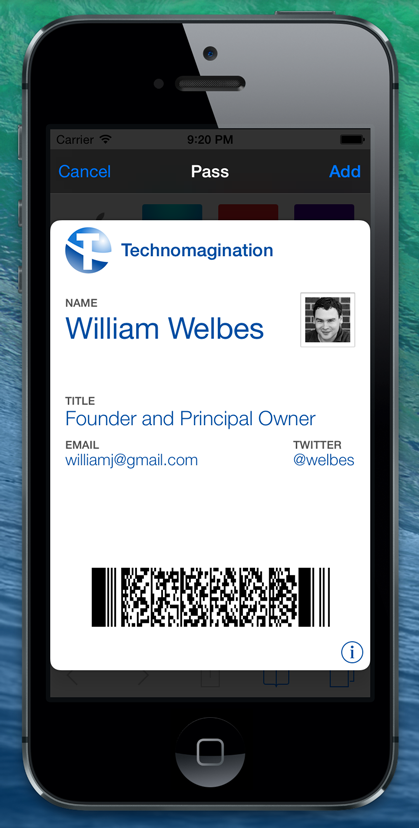 Carrier 9:20 PM
Cancel Pass Add
Technomagination
NAME
William Welbes
TITLE
Founder and Principal Owner
EMAIL TWITTER
williamj@gmail.com @welbes